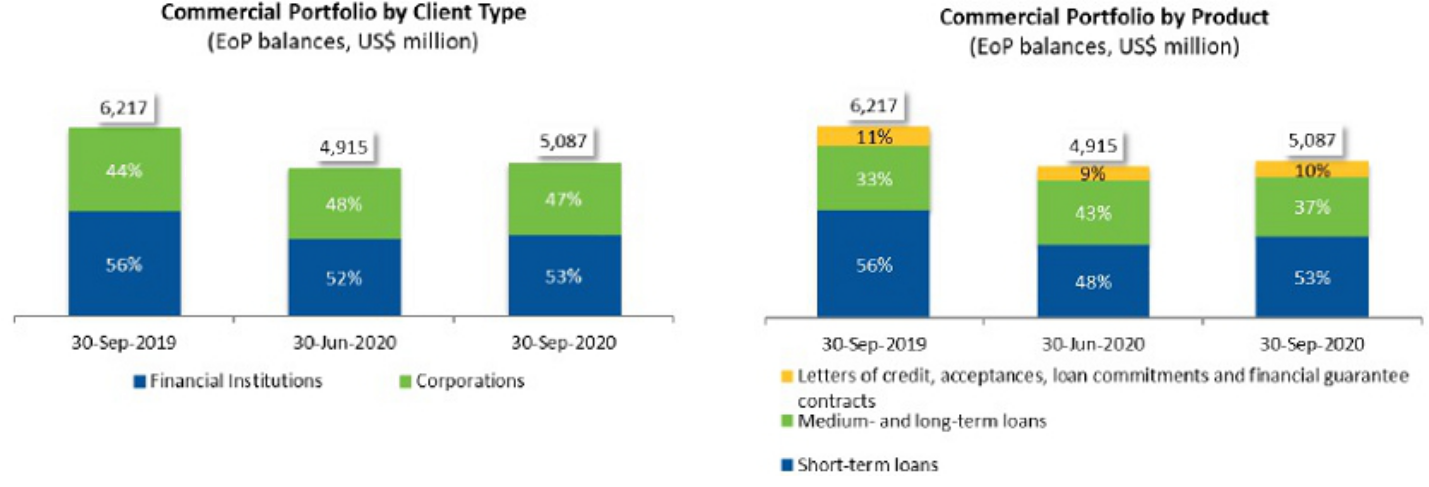 Commercial Portfolio by Client Type
(EoP balances, US$ million)
6,217
4,915
5,087
44%
48%
47%
56%
52%
53%
30-Sep-2019
30-Jun-2020
30-Sep-2020
Financial Institutions
Corporations
Commercial Portfolio by Product
(EoP balances, US$ million)
6,217
4,915
5,087
11%
9%
10%
33%
43%
37%
56%
48%
53%
30-Sep-2019
30-Jun-2020
30-Sep-2020
Letters of credit, acceptances, loan commitments and financial guarantee
contracts
Medium- and long-term loans
Short-term loans